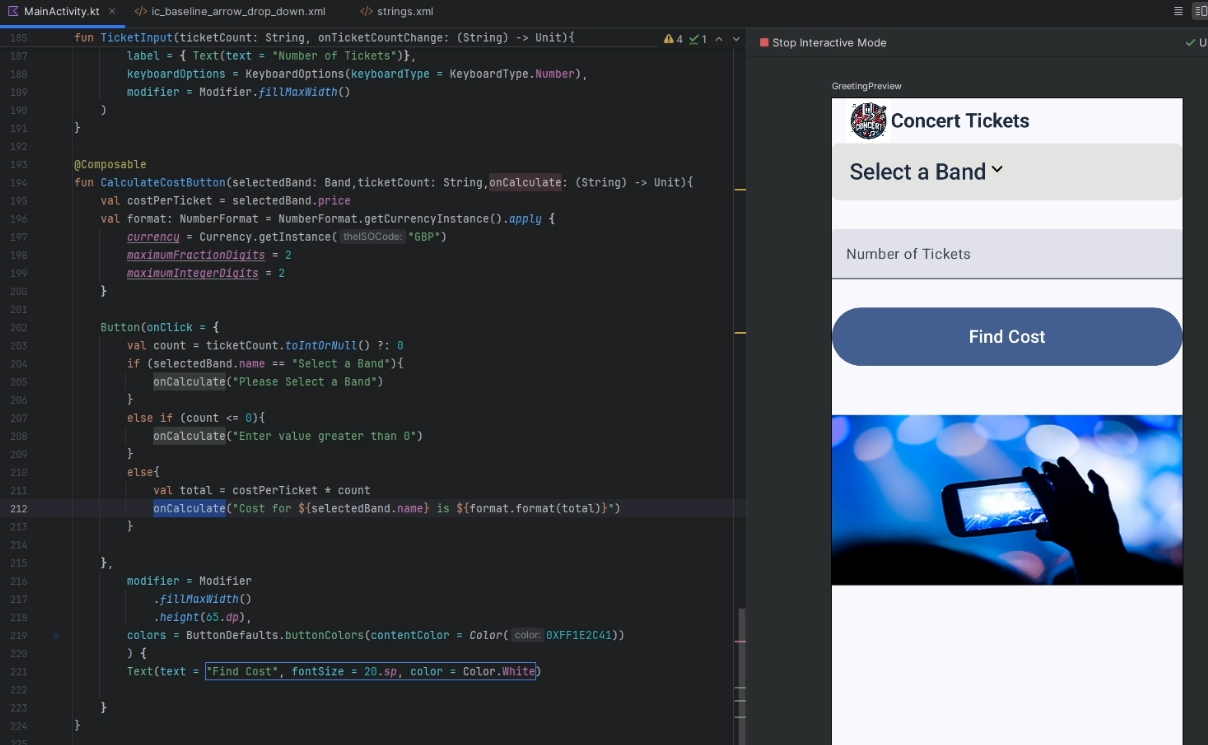 MainActivity.kt × </> ic_baseline_arrow_drop_down.xml </> strings.xml
185 fun TicketInput(ticketCount: String, onTicketCountChange: (String) -> Unit){ 4 1
187 label = { Text(text = "Number of Tickets")},
188 keyboardOptions = KeyboardOptions(keyboardType = KeyboardType.Number),
189 modifier = Modifier.fillMaxWidth()
190 )
191 }
192
193 @Composable
194 fun CalculateCostButton(selectedBand: Band,ticketCount: String,onCalculate: (String) -> Unit){
195 val costPerTicket = selectedBand.price
196 val format: NumberFormat = NumberFormat.getCurrencyInstance().apply {
197 currency = Currency.getInstance( theISOCode: "GBP")
198 maximumFractionDigits = 2
199 maximumIntegerDigits = 2
200 }
201
202 Button(onClick = {
203 val count = ticketCount.toIntOrNull() ?: 0
204 if (selectedBand.name == "Select a Band"){
205 onCalculate("Please Select a Band")
206 }
207 else if (count <= 0){
208 onCalculate("Enter value greater than 0")
209 }
210 else{
211 val total = costPerTicket * count
212 onCalculate("Cost for ${selectedBand.name} is ${format.format(total)}")
213 }
214
215 },
216 modifier = Modifier
217 .fillMaxWidth()
218 .height(65.dp),
219 colors = ButtonDefaults.buttonColors(contentColor = Color( color: 0XFF1E2C41))
220 ) {
221 Text(text = "Find Cost", fontSize = 20.sp, color = Color.White)
222
223 }
224 }
Stop Interactive Mode
GreetingPreview
CONCERT
Concert Tickets
Select a Band
Number of Tickets
Find Cost